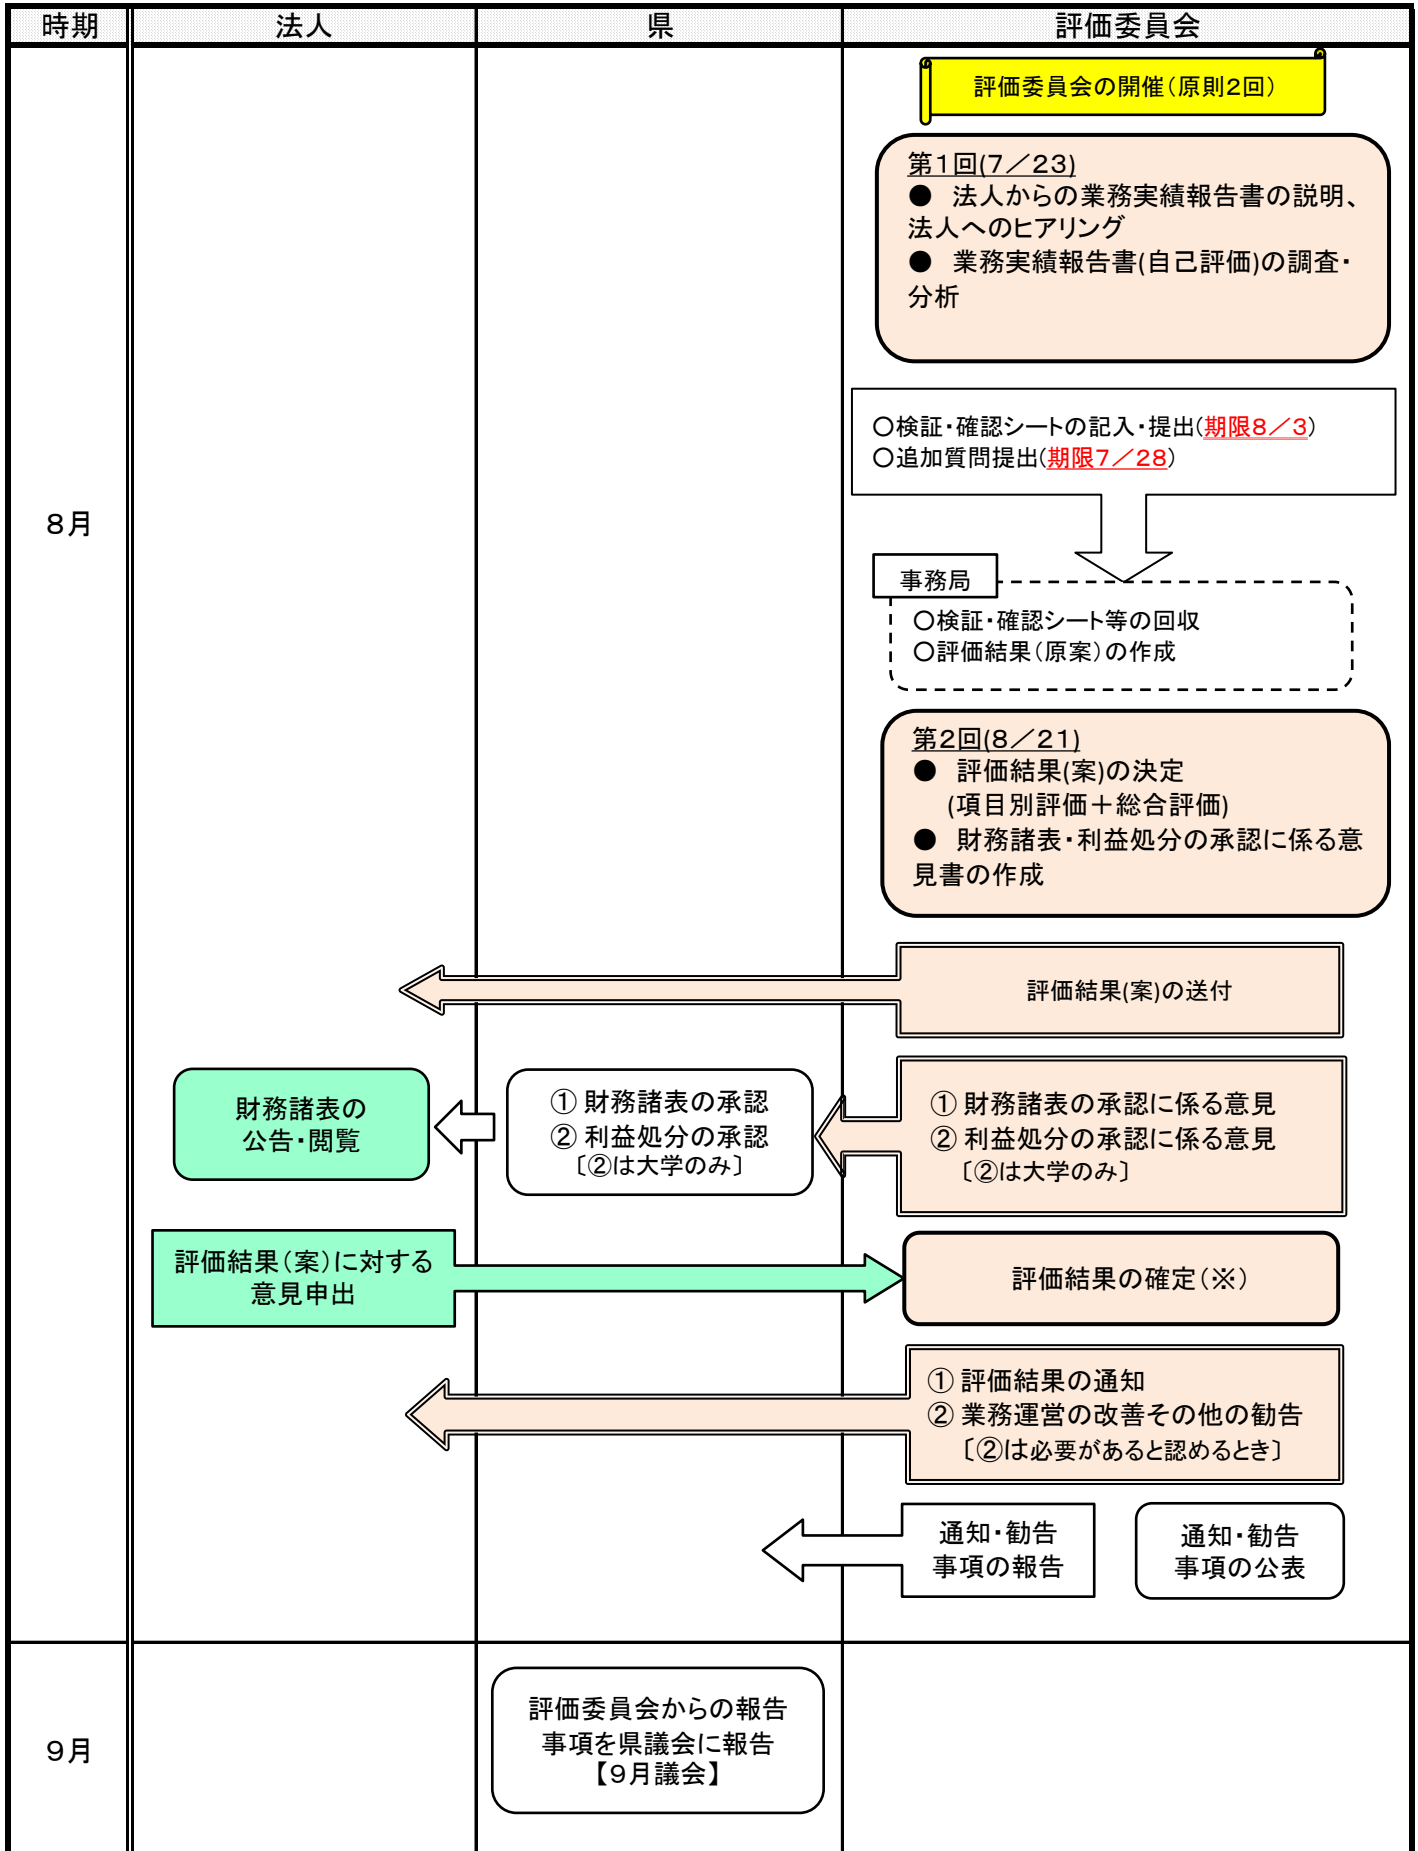 時期 法人 県 評価委員会
評価委員会の開催（原則２回）
第１回(７／２３)
● 法人からの業務実績報告書の説明、
法人へのヒアリング
● 業務実績報告書(自己評価)の調査・
分析
○検証・確認シートの記入・提出(期限８／３)
○追加質問提出(期限７／２８)
８月
事務局
○検証・確認シート等の回収
○評価結果（原案）の作成
第２回(８／２１)
● 評価結果(案)の決定
(項目別評価＋総合評価)
● 財務諸表・利益処分の承認に係る意
見書の作成
評価結果(案)の送付
財務諸表の
公告・閲覧
① 財務諸表の承認
② 利益処分の承認
〔②は大学のみ〕
① 財務諸表の承認に係る意見
② 利益処分の承認に係る意見
〔②は大学のみ〕
評価結果（案）に対する
意見申出
評価結果の確定（※）
① 評価結果の通知
② 業務運営の改善その他の勧告
〔②は必要があると認めるとき〕
通知・勧告
事項の報告
通知・勧告
事項の公表
９月
評価委員会からの報告
事項を県議会に報告
【９月議会】